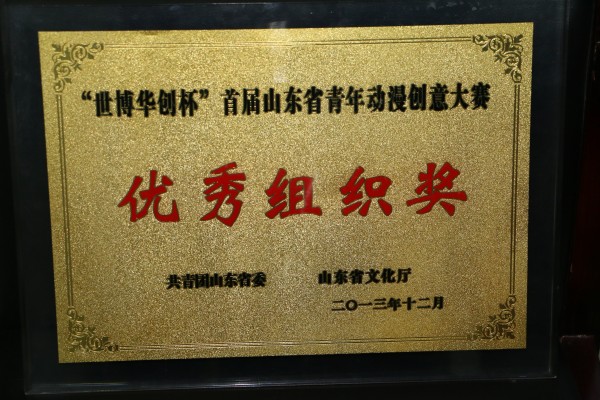 “世博华创杯”首届山东省青年动漫创意大赛
优秀组织奖
共青团山东省委 山东省文化厅
二〇一三年十二月